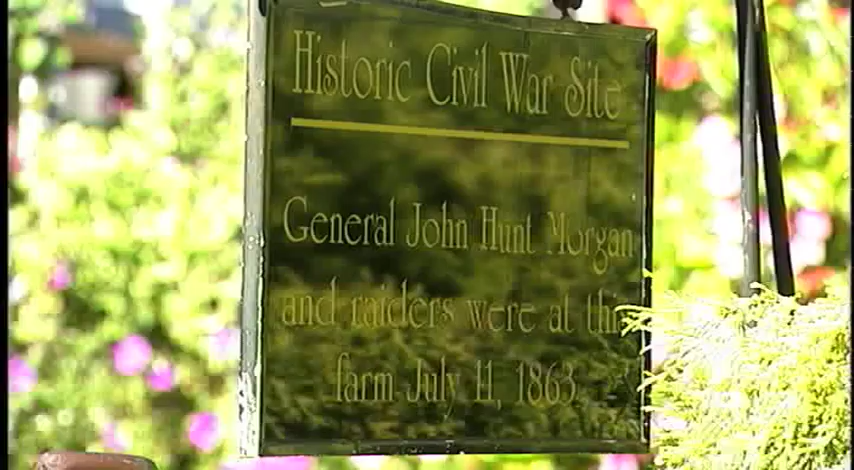 Historic Civil War Site
General John Hunt Morgan
and raiders were at this
farm July 11, 1863